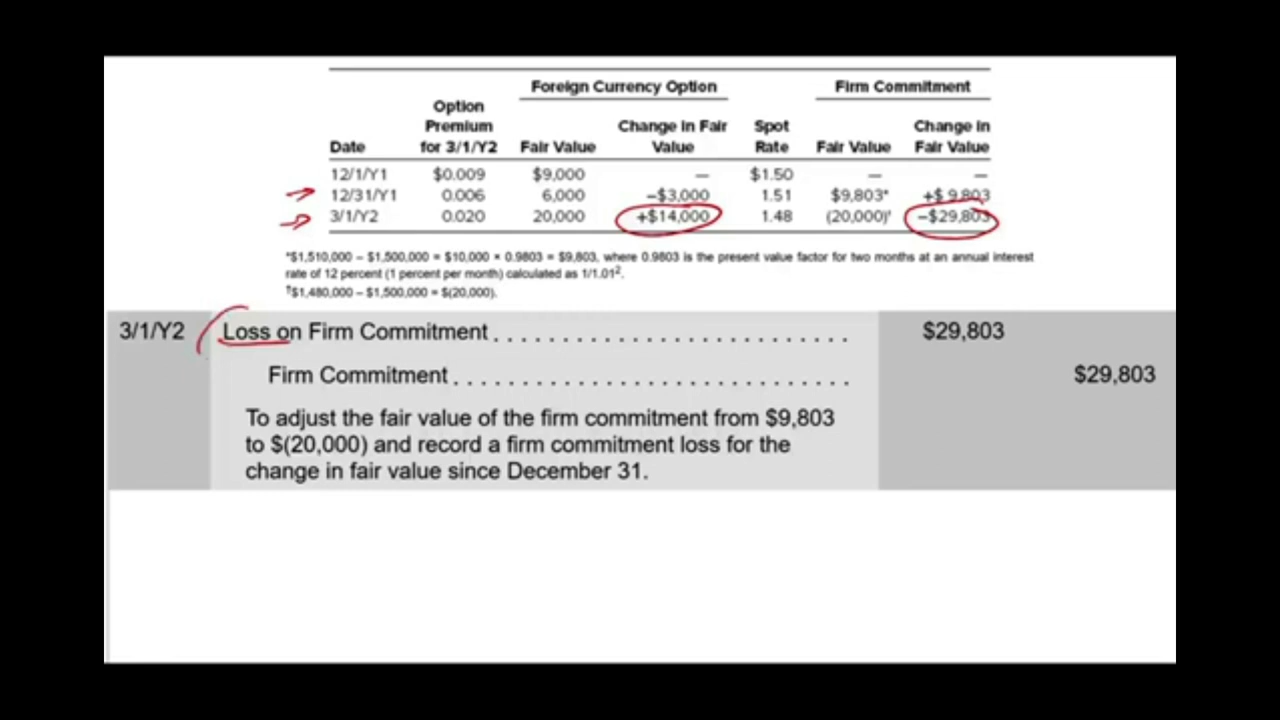 Foreign Currency Option Firm Commitment
Option
Premium Change in Fair Spot Change in
Date for 3/1/Y2 Fair Value Value Rate Fair Value Fair Value
12/1/Y1 $0.009 $9,000 — $1.50 — —
12/31/Y1 0.006 6,000 –$3,000 1.51 $9,803* +$ 9,803
3/1/Y2 0.020 20,000 +$14,000 1.48 (20,000)† –$29,803
*$1,510,000 – $1,500,000 = $10,000 × 0.9803 = $9,803, where 0.9803 is the present value factor for two months at an annual interest
rate of 12 percent (1 percent per month) calculated as 1/1.01².
†$1,480,000 – $1,500,000 = $(20,000).
3/1/Y2 Loss on Firm Commitment . . . . . . . . . . . . . . . . . . . . . . . . . . . $29,803
Firm Commitment . . . . . . . . . . . . . . . . . . . . . . . . . . . . . . $29,803
To adjust the fair value of the firm commitment from $9,803
to $(20,000) and record a firm commitment loss for the
change in fair value since December 31.